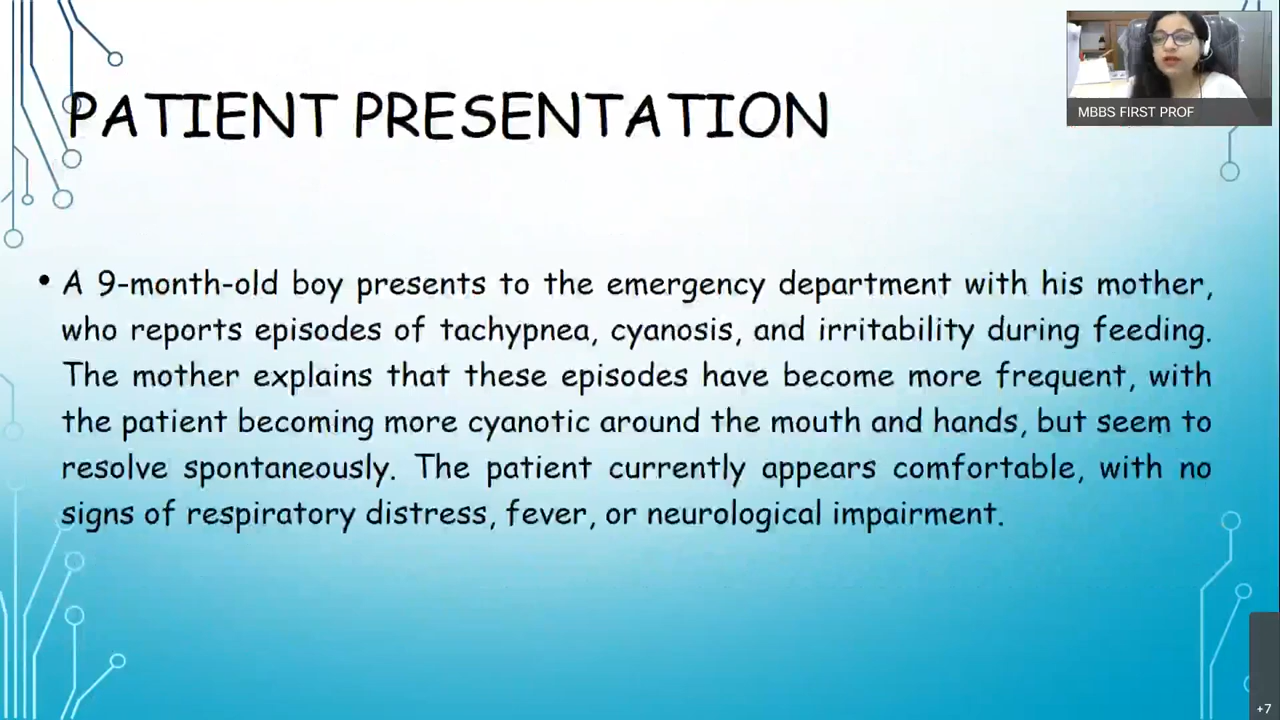 MBBS FIRST PROF
PATIENT PRESENTATION
• A 9-month-old boy presents to the emergency department with his mother,
who reports episodes of tachypnea, cyanosis, and irritability during feeding.
The mother explains that these episodes have become more frequent, with
the patient becoming more cyanotic around the mouth and hands, but seem to
resolve spontaneously. The patient currently appears comfortable, with no
signs of respiratory distress, fever, or neurological impairment.
+7